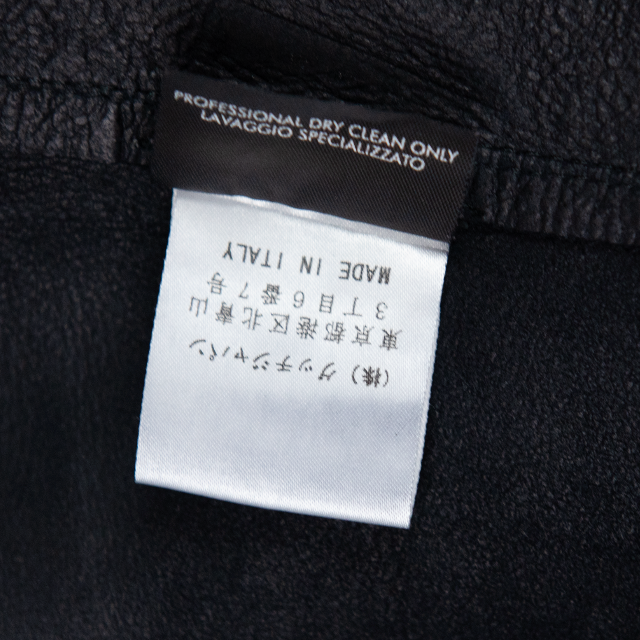 PROFESSIONAL DRY CLEAN ONLY
LAVAGGIO SPECIALIZZATO
(株) グッチジャパン
東京都港区北青山
3丁目6番7号
MADE IN ITALY